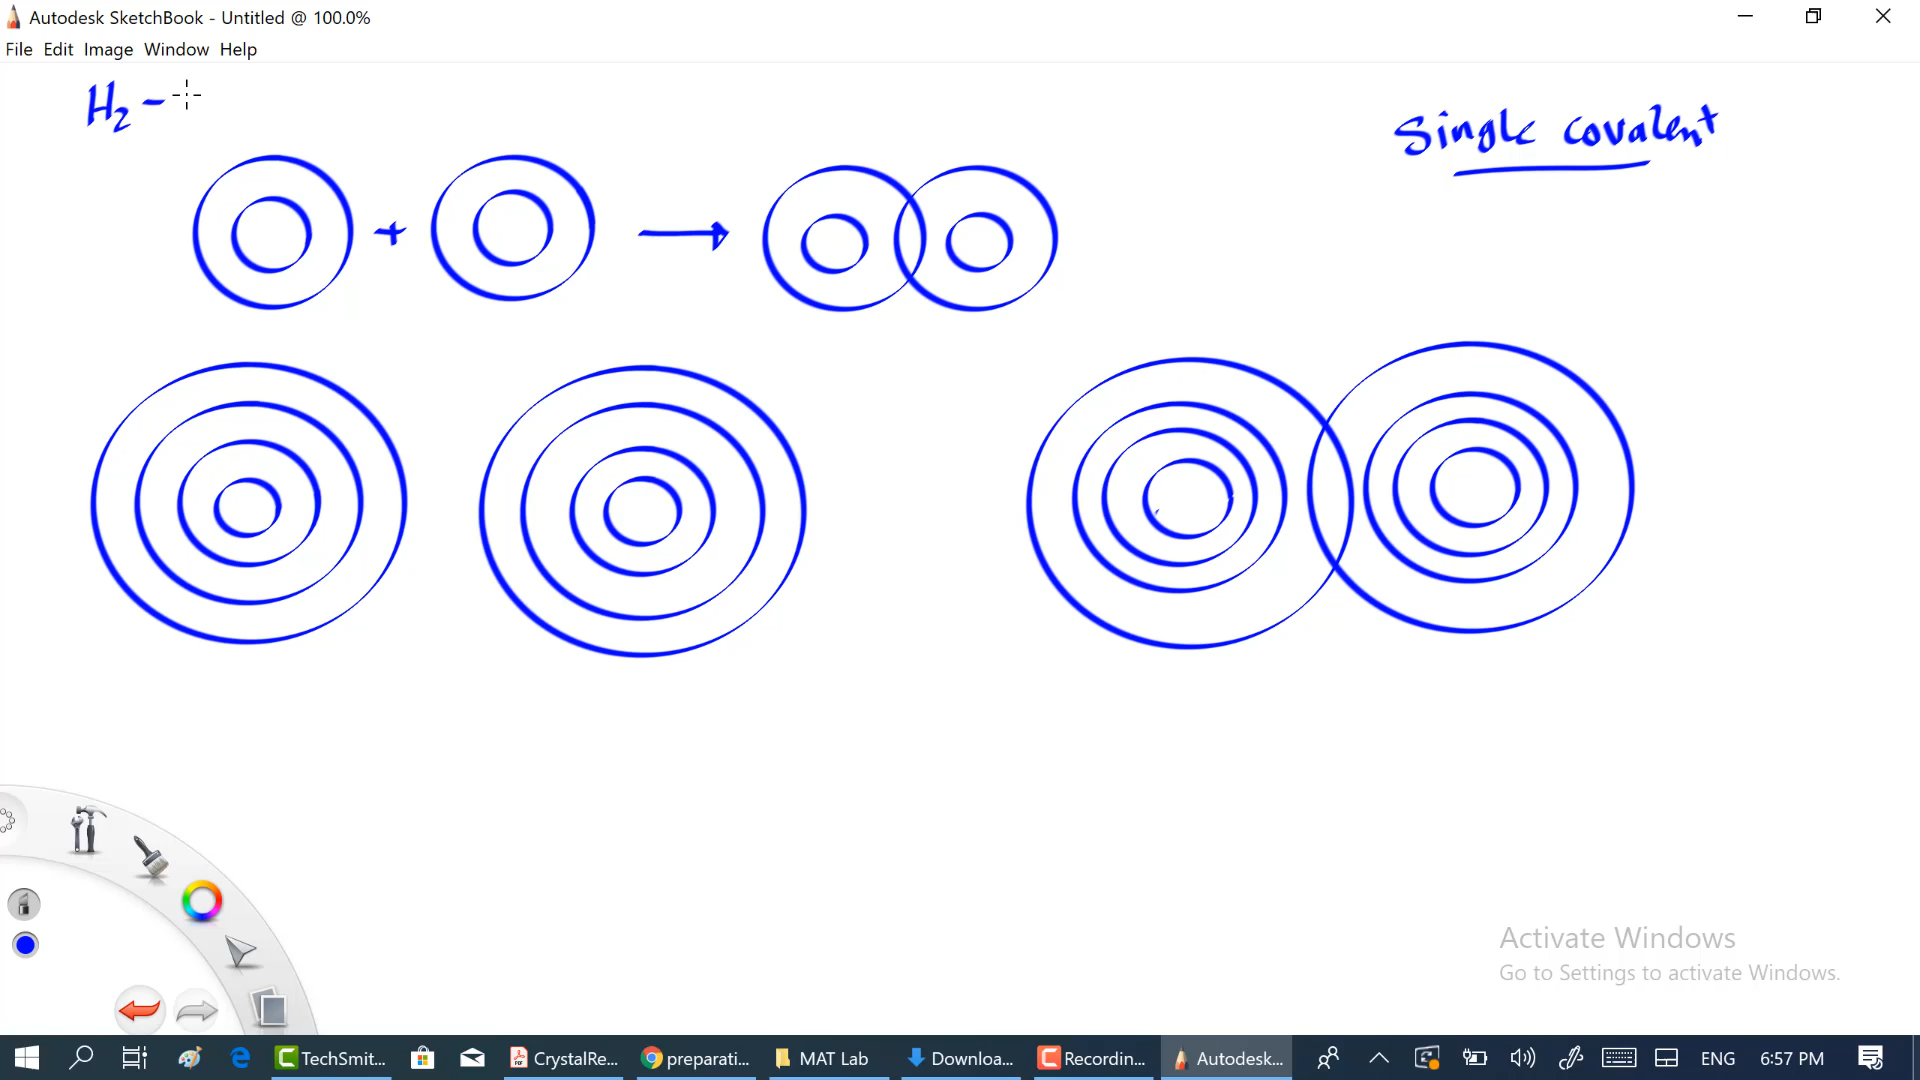 Autodesk SketchBook - Untitled @ 100.0%
File Edit Image Window Help
H₂ -
Single covalent
+
Activate Windows
Go to Settings to activate Windows.
TechSmit... CrystalRe... preparati... MAT Lab Downloa... Recordin... Autodesk... ENG 6:57 PM